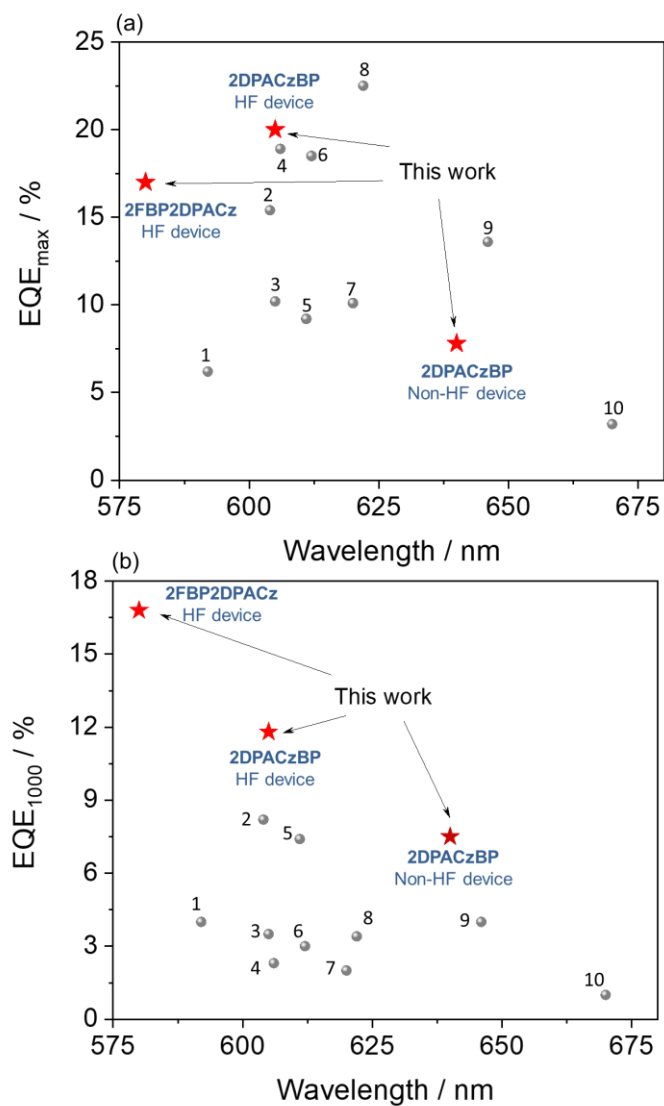 (a)
25
20
15
10
5
0
EQEmax / %
2DPACzBP
HF device
8
4
6
This work
2FBP2DPACz
HF device
2
9
3
5
7
1
2DPACzBP
Non-HF device
10
575
600
625
650
675
Wavelength / nm
(b)
18
15
12
9
6
3
0
EQE1000 / %
2FBP2DPACz
HF device
This work
2DPACzBP
HF device
2
5
2DPACzBP
Non-HF device
1
3
6
8
9
4
7
10
575
600
625
650
675
Wavelength / nm